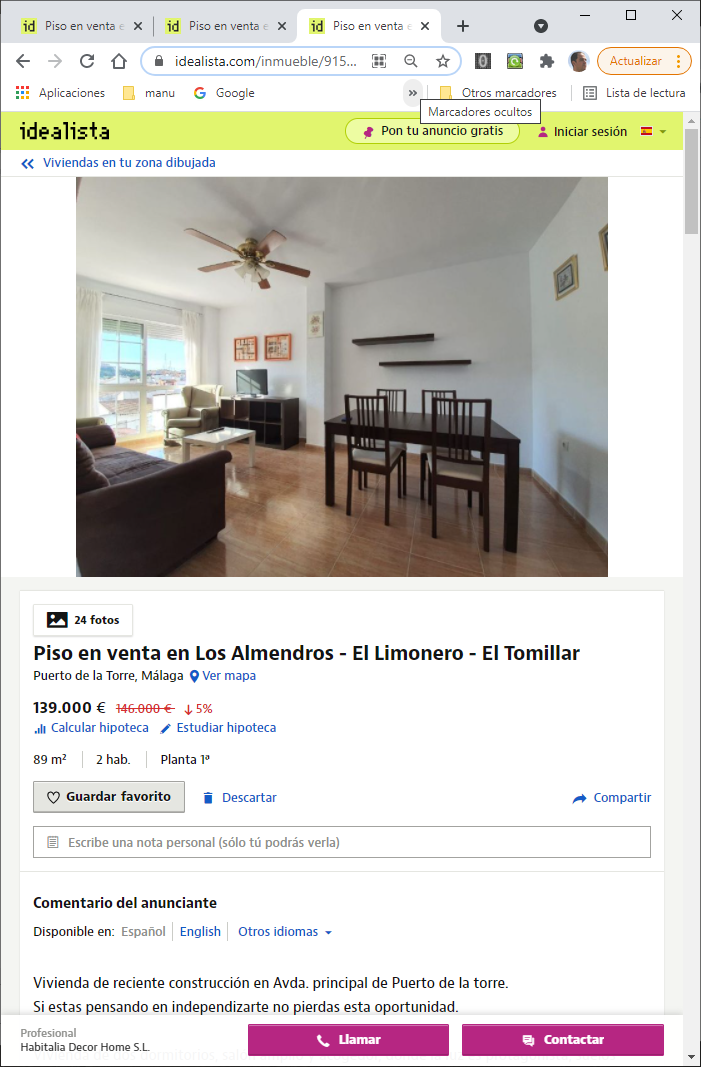 Piso en venta e
Piso en venta e
Piso en venta e
idealista.com/inmueble/915...
Actualizar
Aplicaciones
manu
Google
»
Otros marcadores
Lista de lectura
Marcadores ocultos
idealista
Pon tu anuncio gratis
Iniciar sesión
Viviendas en tu zona dibujada
24 fotos
Piso en venta en Los Almendros - El Limonero - El Tomillar
Puerto de la Torre, Málaga Ver mapa
139.000 € 146.000 € ↓ 5%
Calcular hipoteca Estudiar hipoteca
89 m² 2 hab. Planta 1ª
Guardar favorito Descartar Compartir
Escribe una nota personal (sólo tú podrás verla)
Comentario del anunciante
Disponible en: Español English Otros idiomas
Vivienda de reciente construcción en Avda. principal de Puerto de la torre.
Si estas pensando en independizarte no pierdas esta oportunidad.
Profesional
Habitalia Decor Home S.L.
Llamar
Contactar